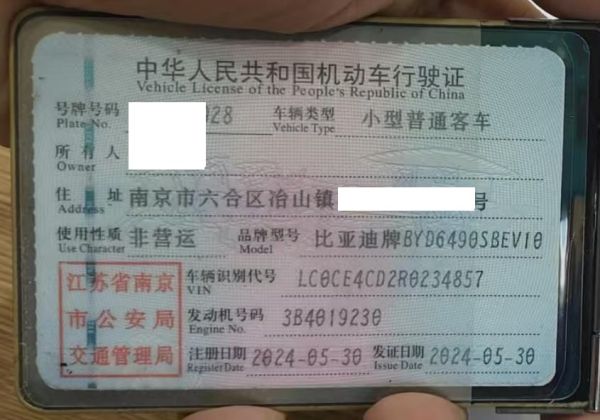 中华人民共和国机动车行驶证
Vehicle License of the People's Republic of China
号牌号码 028 车辆类型 小型普通客车
Plate No. Vehicle Type
所有人
Owner
住址 南京市六合区冶山镇 号
Address
使用性质 非营运 品牌型号 比亚迪牌BYD6490SBEV10
Use Character Model
江苏省南京
市公安局
交通管理局
车辆识别代号 LC0CE4CD2R0234857
VIN
发动机号码 3B4019230
Engine No.
注册日期 2024-05-30 发证日期 2024-05-30
Register Date Issue Date